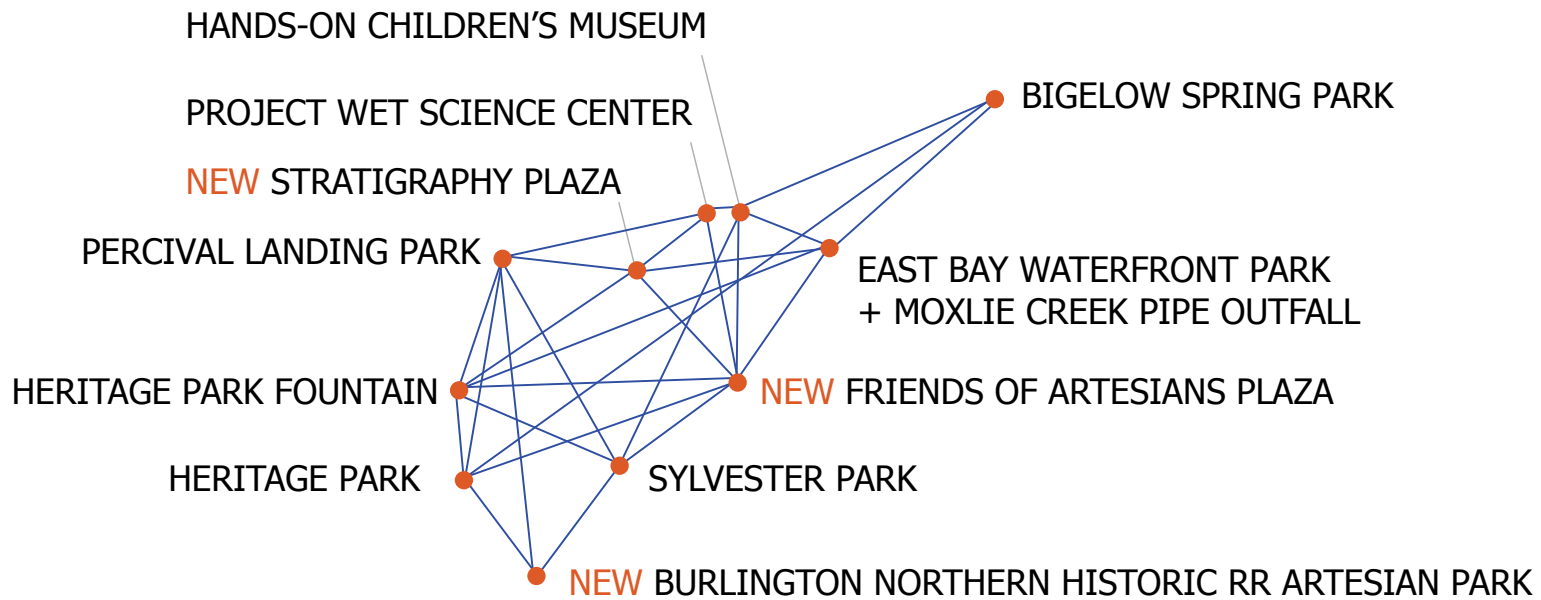 HANDS-ON CHILDREN’S MUSEUM
BIGELOW SPRING PARK
PROJECT WET SCIENCE CENTER
NEW STRATIGRAPHY PLAZA
PERCIVAL LANDING PARK
EAST BAY WATERFRONT PARK
+ MOXLIE CREEK PIPE OUTFALL
HERITAGE PARK FOUNTAIN
NEW FRIENDS OF ARTESIANS PLAZA
HERITAGE PARK
SYLVESTER PARK
NEW BURLINGTON NORTHERN HISTORIC RR ARTESIAN PARK